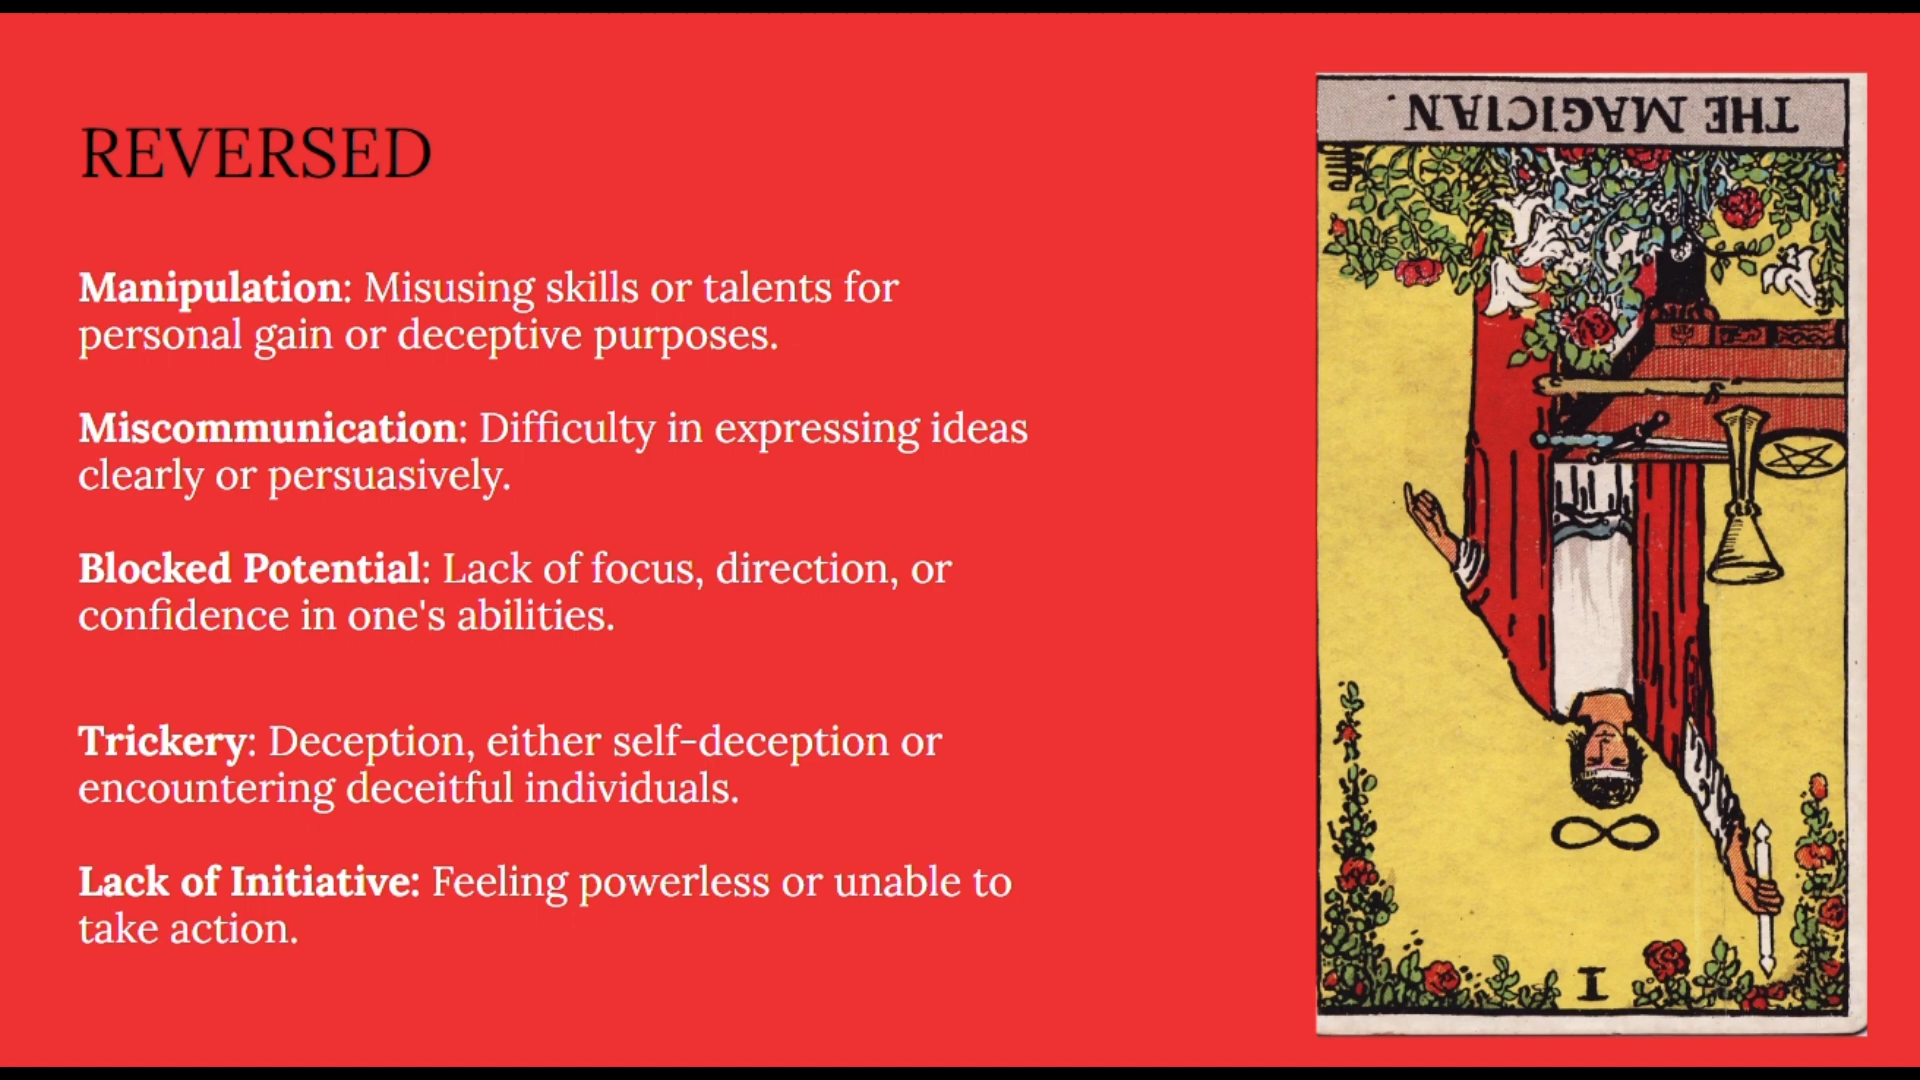 REVERSED
Manipulation: Misusing skills or talents for
personal gain or deceptive purposes.
Miscommunication: Difficulty in expressing ideas
clearly or persuasively.
Blocked Potential: Lack of focus, direction, or
confidence in one's abilities.
Trickery: Deception, either self-deception or
encountering deceitful individuals.
Lack of Initiative: Feeling powerless or unable to
take action.
THE MAGICIAN.
I